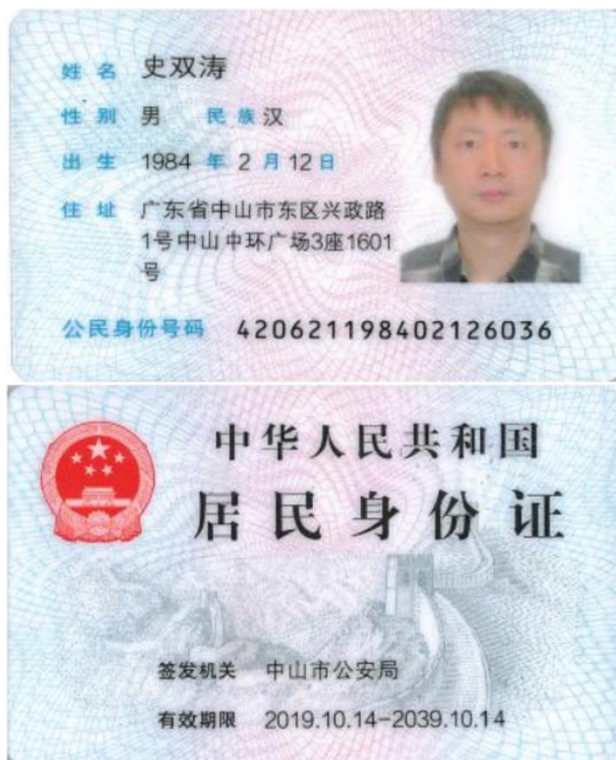 姓名 史双涛
性别 男 民族 汉
出生 1984 年 2 月 12 日
住址 广东省中山市东区兴政路
1号中山中环广场3座1601
号
公民身份号码 420621198402126036
中华人民共和国
居民身份证
签发机关 中山市公安局
有效期限 2019.10.14-2039.10.14